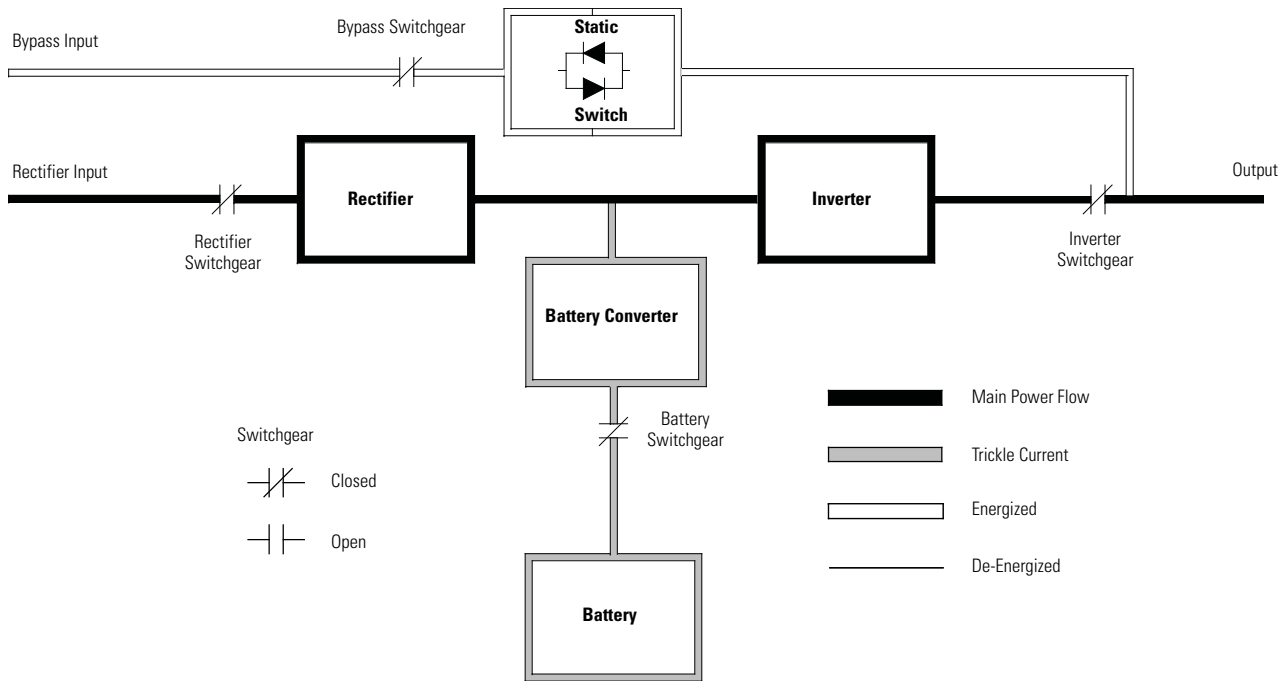 Bypass Input
Bypass Switchgear
Static
Switch
Rectifier Input
Rectifier
Inverter
Output
Rectifier
Switchgear
Inverter
Switchgear
Battery Converter
Battery
Switchgear
Main Power Flow
Switchgear
Trickle Current
Closed
Energized
Open
De-Energized
Battery